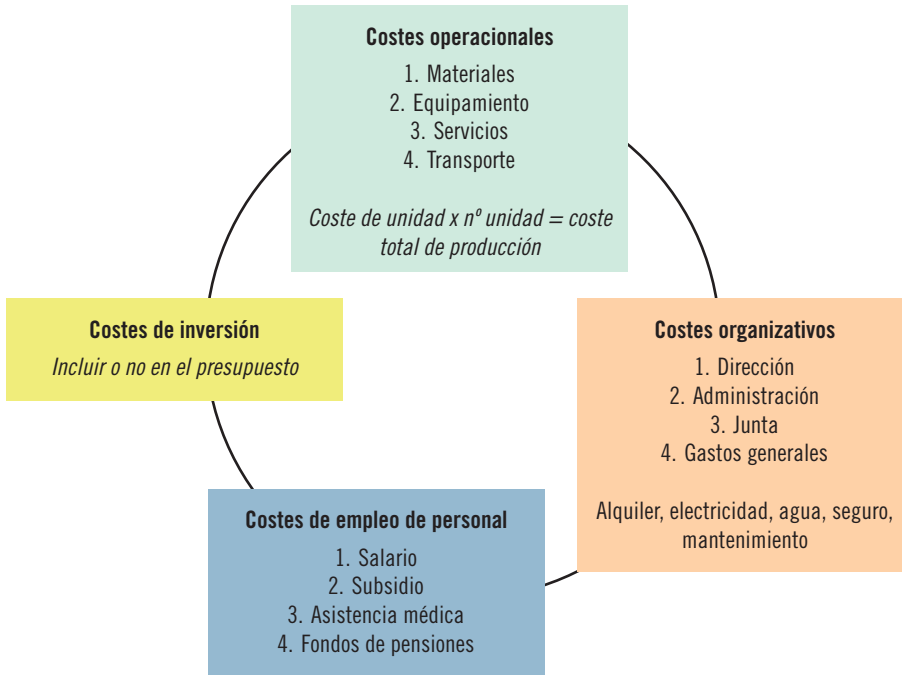 Costes operacionales
1. Materiales
2. Equipamiento
3. Servicios
4. Transporte
Coste de unidad x nº unidad = coste
total de producción
Costes de inversión
Incluir o no en el presupuesto
Costes organizativos
1. Dirección
2. Administración
3. Junta
4. Gastos generales
Alquiler, electricidad, agua, seguro,
mantenimiento
Costes de empleo de personal
1. Salario
2. Subsidio
3. Asistencia médica
4. Fondos de pensiones